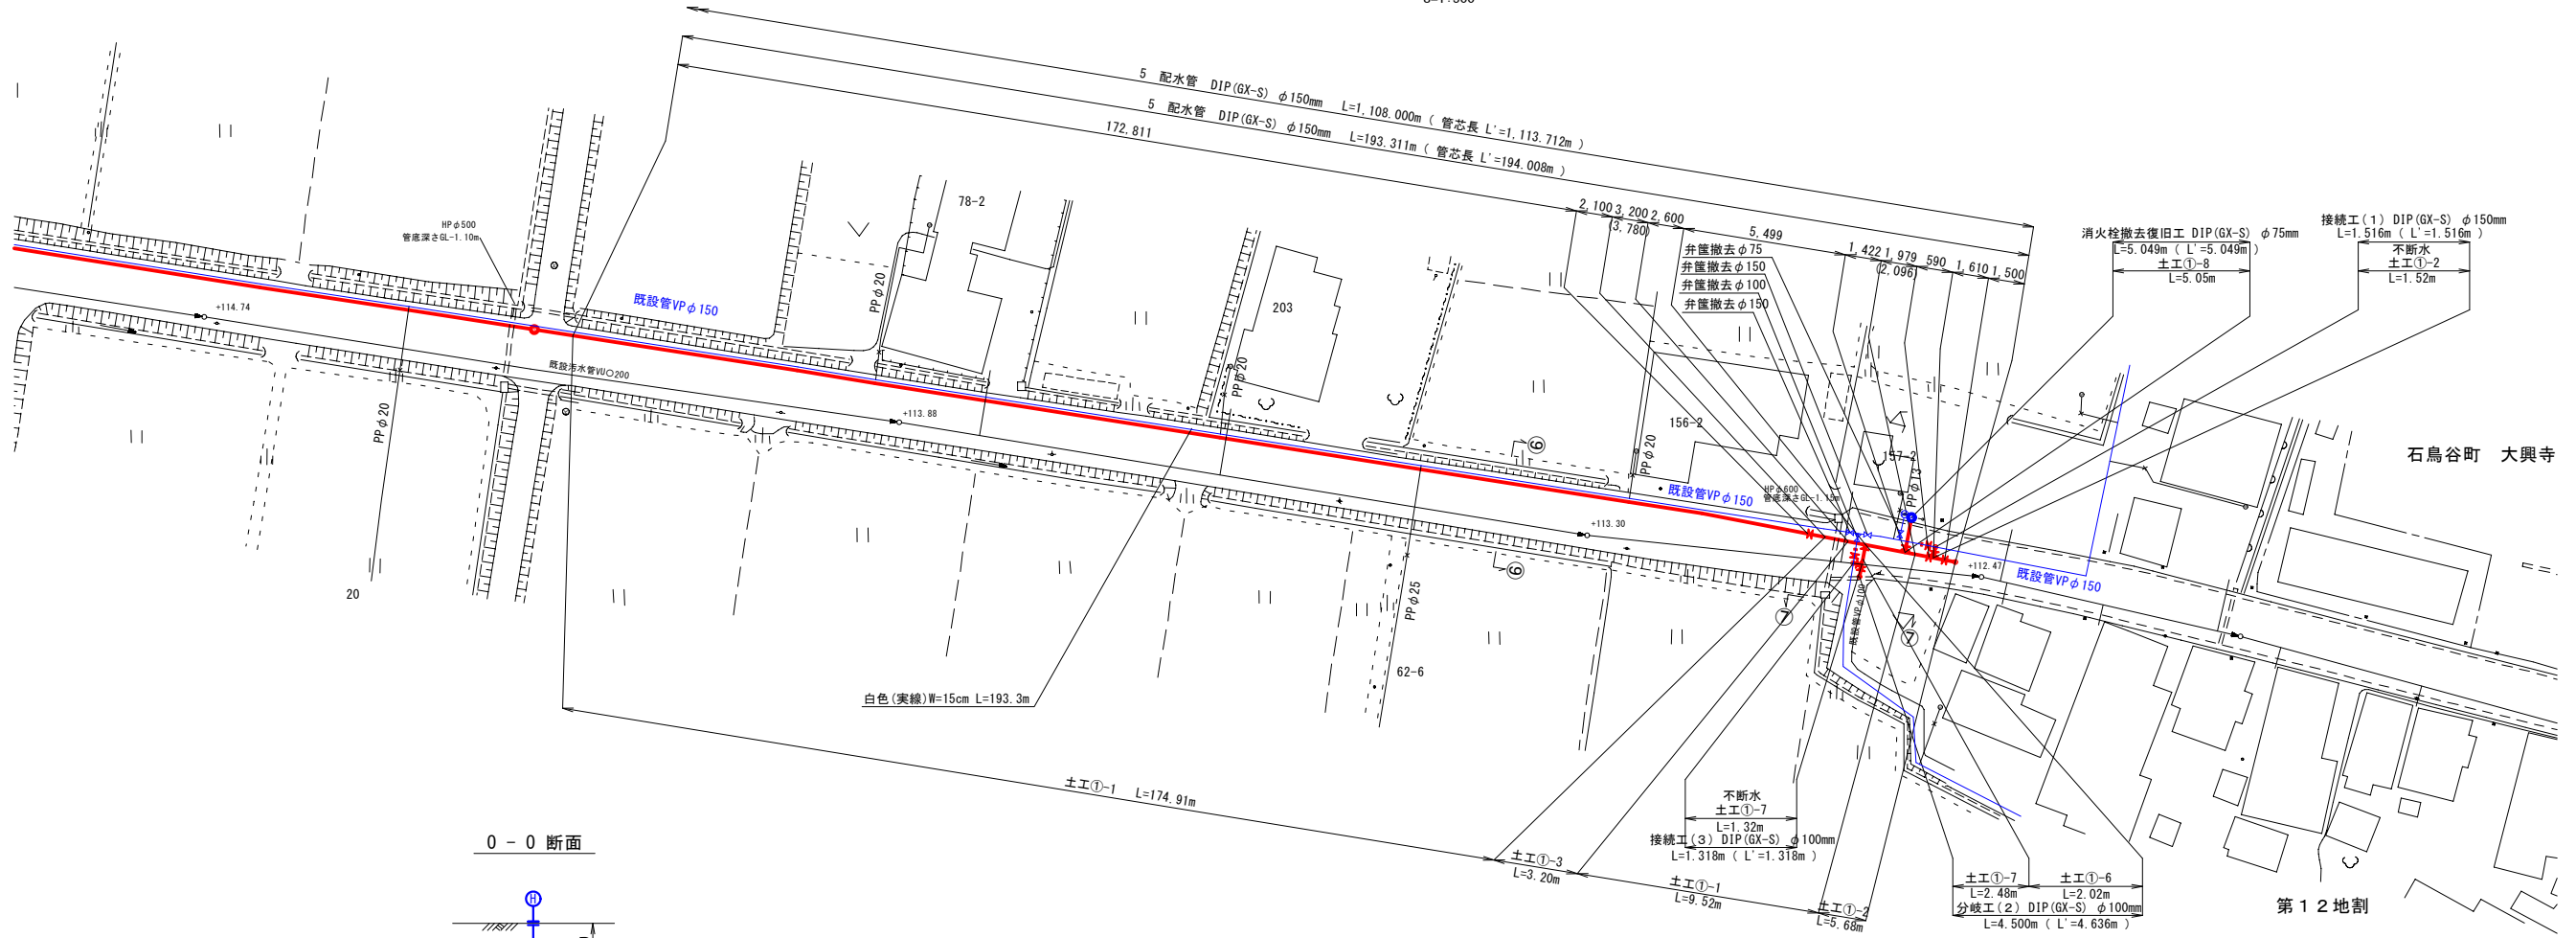 5 配水管 DIP(GX-S) φ150mm L=1,108.000m ( 管芯長 L'=1,113.712m )
5 配水管 DIP(GX-S) φ150mm L=193.311m ( 管芯長 L'=194.008m )
172,811
2,100
3,200
(3,780)
2,600
5,499
1,422
1,979
(2,096)
590
1,610
1,500
弁筐撤去φ75
弁筐撤去φ150
弁筐撤去φ100
弁筐撤去φ150
消火栓撤去復旧工 DIP(GX-S) φ75mm
L=5.049m ( L'=5.049m )
土工①-8
L=5.05m
接続工(1) DIP(GX-S) φ150mm
L=1.516m ( L'=1.516m )
不断水
土工①-2
L=1.52m
HPφ500
管底深さGL-1.10m
78-2
203
156-2
157-2
既設管VPφ150
PPφ20
PPφ20
PPφ20
PPφ20
PPφ13
+114.74
既設汚水管VU○200
+113.88
+113.30
+112.47
既設管VPφ150
HPφ600
管底深さGL-1.15m
既設管VPφ150
石鳥谷町 大興寺
⑥
⑥
⑦
⑦
既設管VPφ100
20
PPφ25
62-6
白色(実線)W=15cm L=193.3m
土工①-1 L=174.91m
土工①-3
L=3.20m
土工①-1
L=9.52m
土工①-2
L=5.68m
不断水
土工①-7
L=1.32m
接続工(3) DIP(GX-S) φ100mm
L=1.318m ( L'=1.318m )
土工①-7
L=2.48m
土工①-6
L=2.02m
分岐工(2) DIP(GX-S) φ100mm
L=4.500m ( L'=4.636m )
第12地割
0 - 0 断面
H